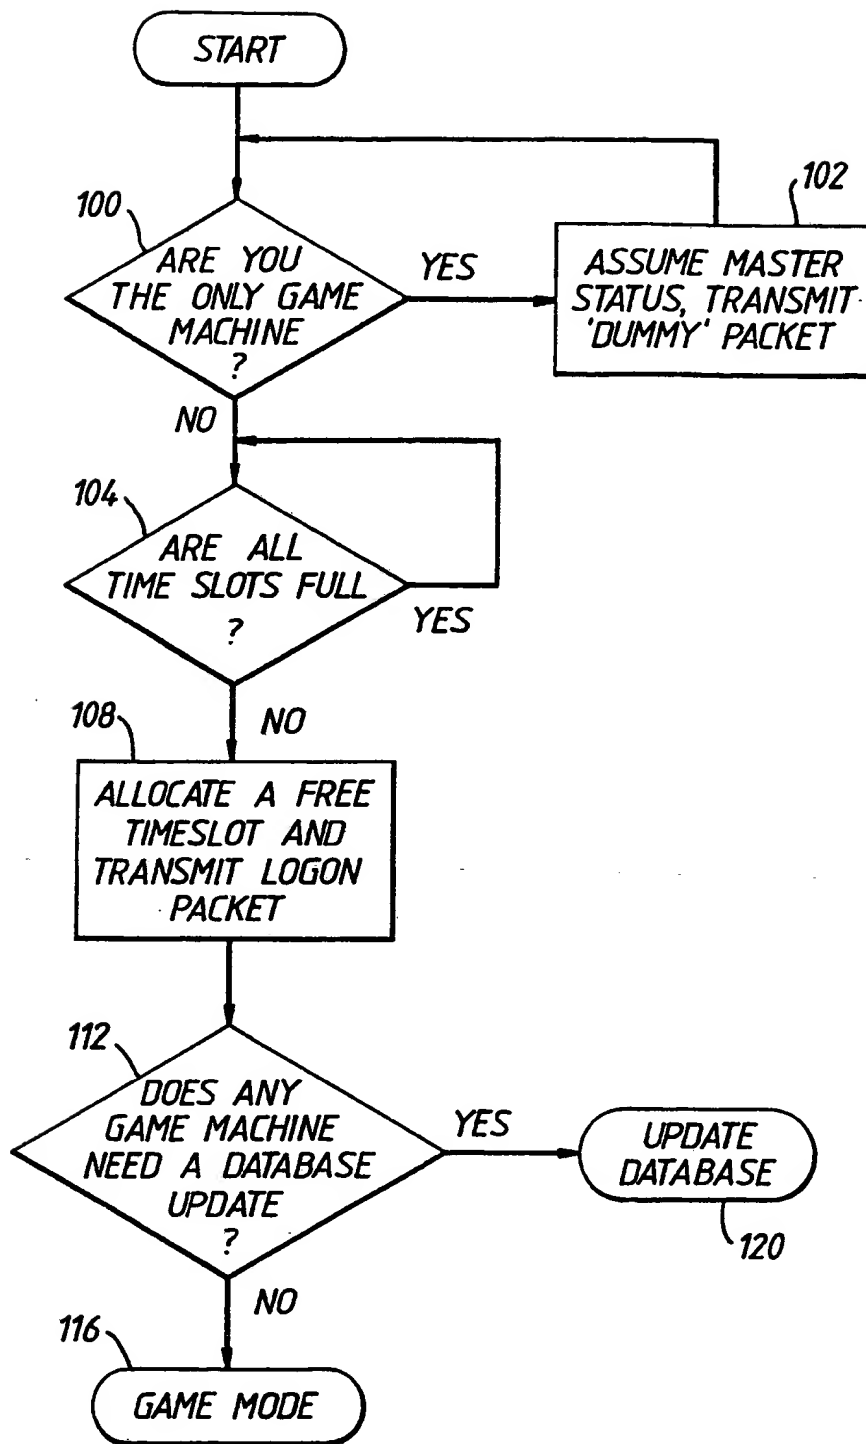 START
100
ARE YOU
THE ONLY GAME
MACHINE
?
YES
102
ASSUME MASTER
STATUS, TRANSMIT
'DUMMY' PACKET
NO
104
ARE ALL
TIME SLOTS FULL
?
YES
NO
108
ALLOCATE A FREE
TIMESLOT AND
TRANSMIT LOGON
PACKET
112
DOES ANY
GAME MACHINE
NEED A DATABASE
UPDATE
?
YES
UPDATE
DATABASE
120
NO
116
GAME MODE